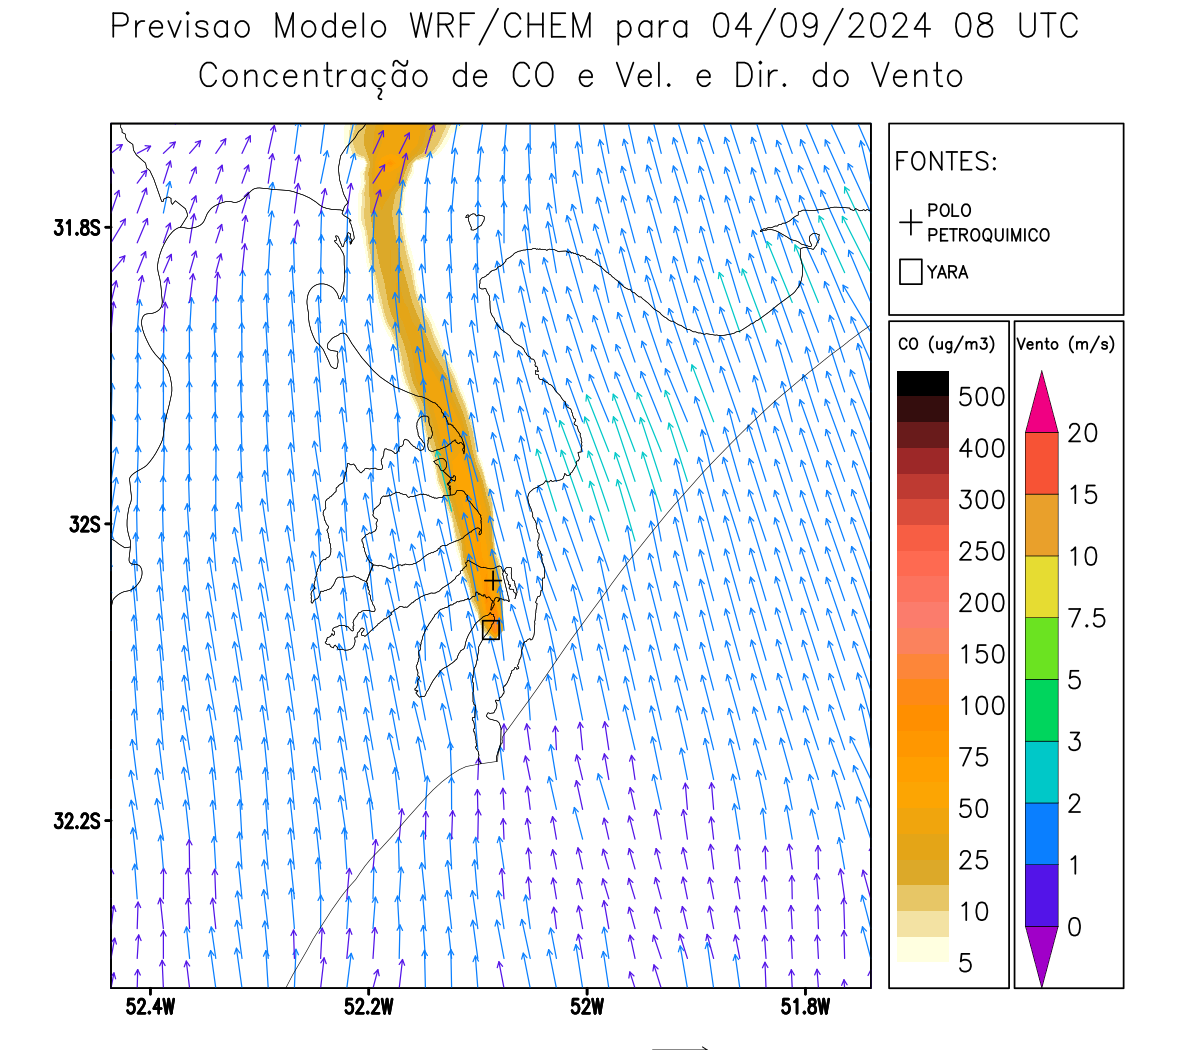 Previsao Modelo WRF/CHEM para 04/09/2024 08 UTC
Concentração de CO e Vel. e Dir. do Vento
FONTES:
POLO
PETROQUIMICO
YARA
CO (ug/m3)
500
400
300
250
200
150
100
75
50
25
10
5
Vento (m/s)
20
15
10
7.5
5
3
2
1
0
31.8S
32S
32.2S
52.4W 52.2W 52W 51.8W